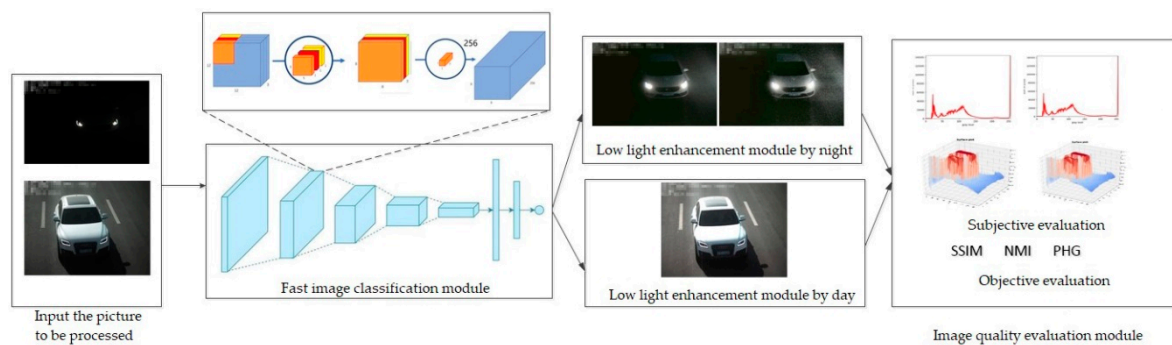 256
Input the picture
to be processed
Fast image classification module
Low light enhancement module by night
Low light enhancement module by day
Subjective evaluation
SSIM NMI PHG
Objective evaluation
Image quality evaluation module